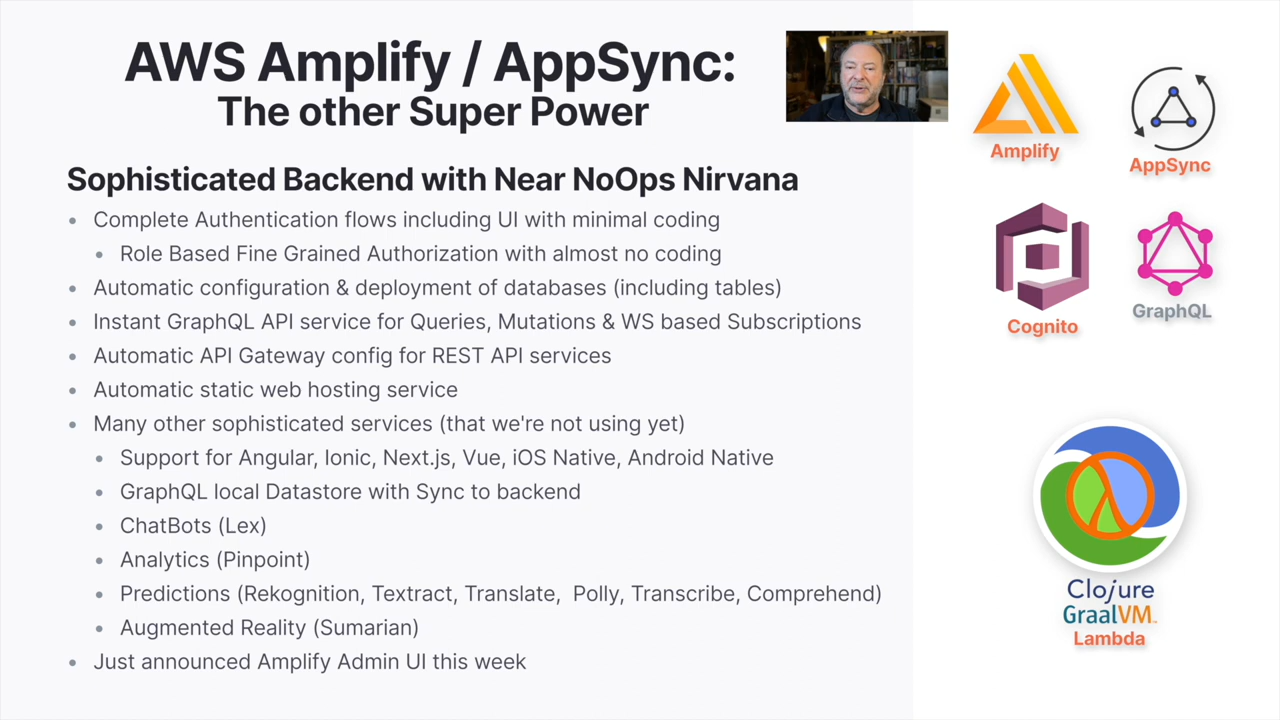 AWS Amplify / AppSync:
The other Super Power
Sophisticated Backend with Near NoOps Nirvana
• Complete Authentication flows including UI with minimal coding
• Role Based Fine Grained Authorization with almost no coding
• Automatic configuration & deployment of databases (including tables)
• Instant GraphQL API service for Queries, Mutations & WS based Subscriptions
• Automatic API Gateway config for REST API services
• Automatic static web hosting service
• Many other sophisticated services (that we're not using yet)
• Support for Angular, Ionic, Next.js, Vue, iOS Native, Android Native
• GraphQL local Datastore with Sync to backend
• ChatBots (Lex)
• Analytics (Pinpoint)
• Predictions (Rekognition, Textract, Translate, Polly, Transcribe, Comprehend)
• Augmented Reality (Sumarian)
• Just announced Amplify Admin UI this week
Amplify
AppSync
Cognito
GraphQL
Clojure
GraalVM™
Lambda